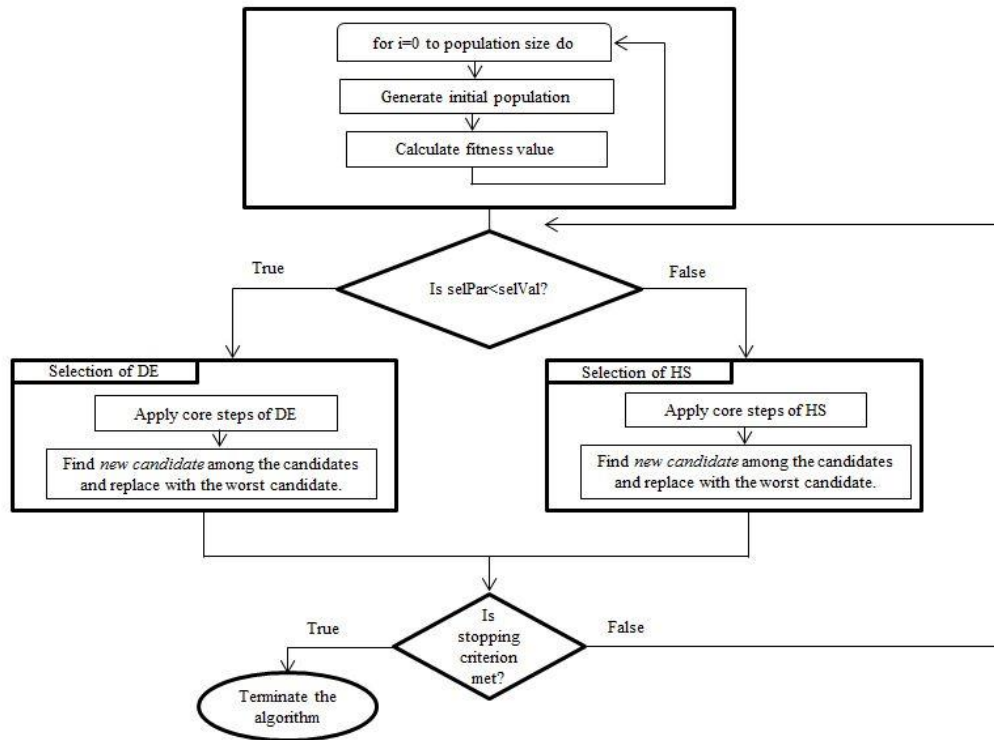 for i=0 to population size do
Generate initial population
Calculate fitness value
Is selPar<selVal?
True
False
Selection of DE
Apply core steps of DE
Find new candidate among the candidates
and replace with the worst candidate.
Selection of HS
Apply core steps of HS
Find new candidate among the candidates
and replace with the worst candidate.
Is
stopping
criterion
met?
True
False
Terminate the
algorithm